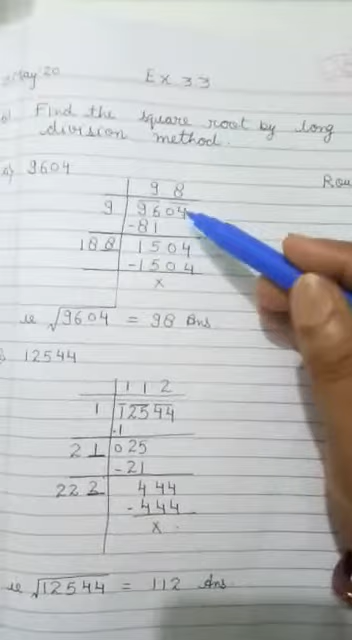 May 20 Ex 33
Find the square root by long
division method.
9604
9 8
9 9604
-81
188 1504
-1504
x
ie √9604 = 98 Ans
12544
1 1 2
1 12544
-1
21 025
-21
222 444
-444
x
ie √12544 = 112 Ans